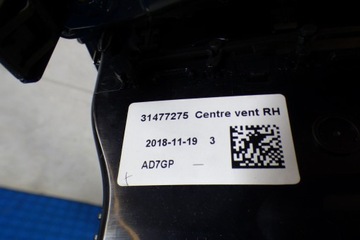 31477275 Centre vent RH
2018-11-19 3
AD7GP —